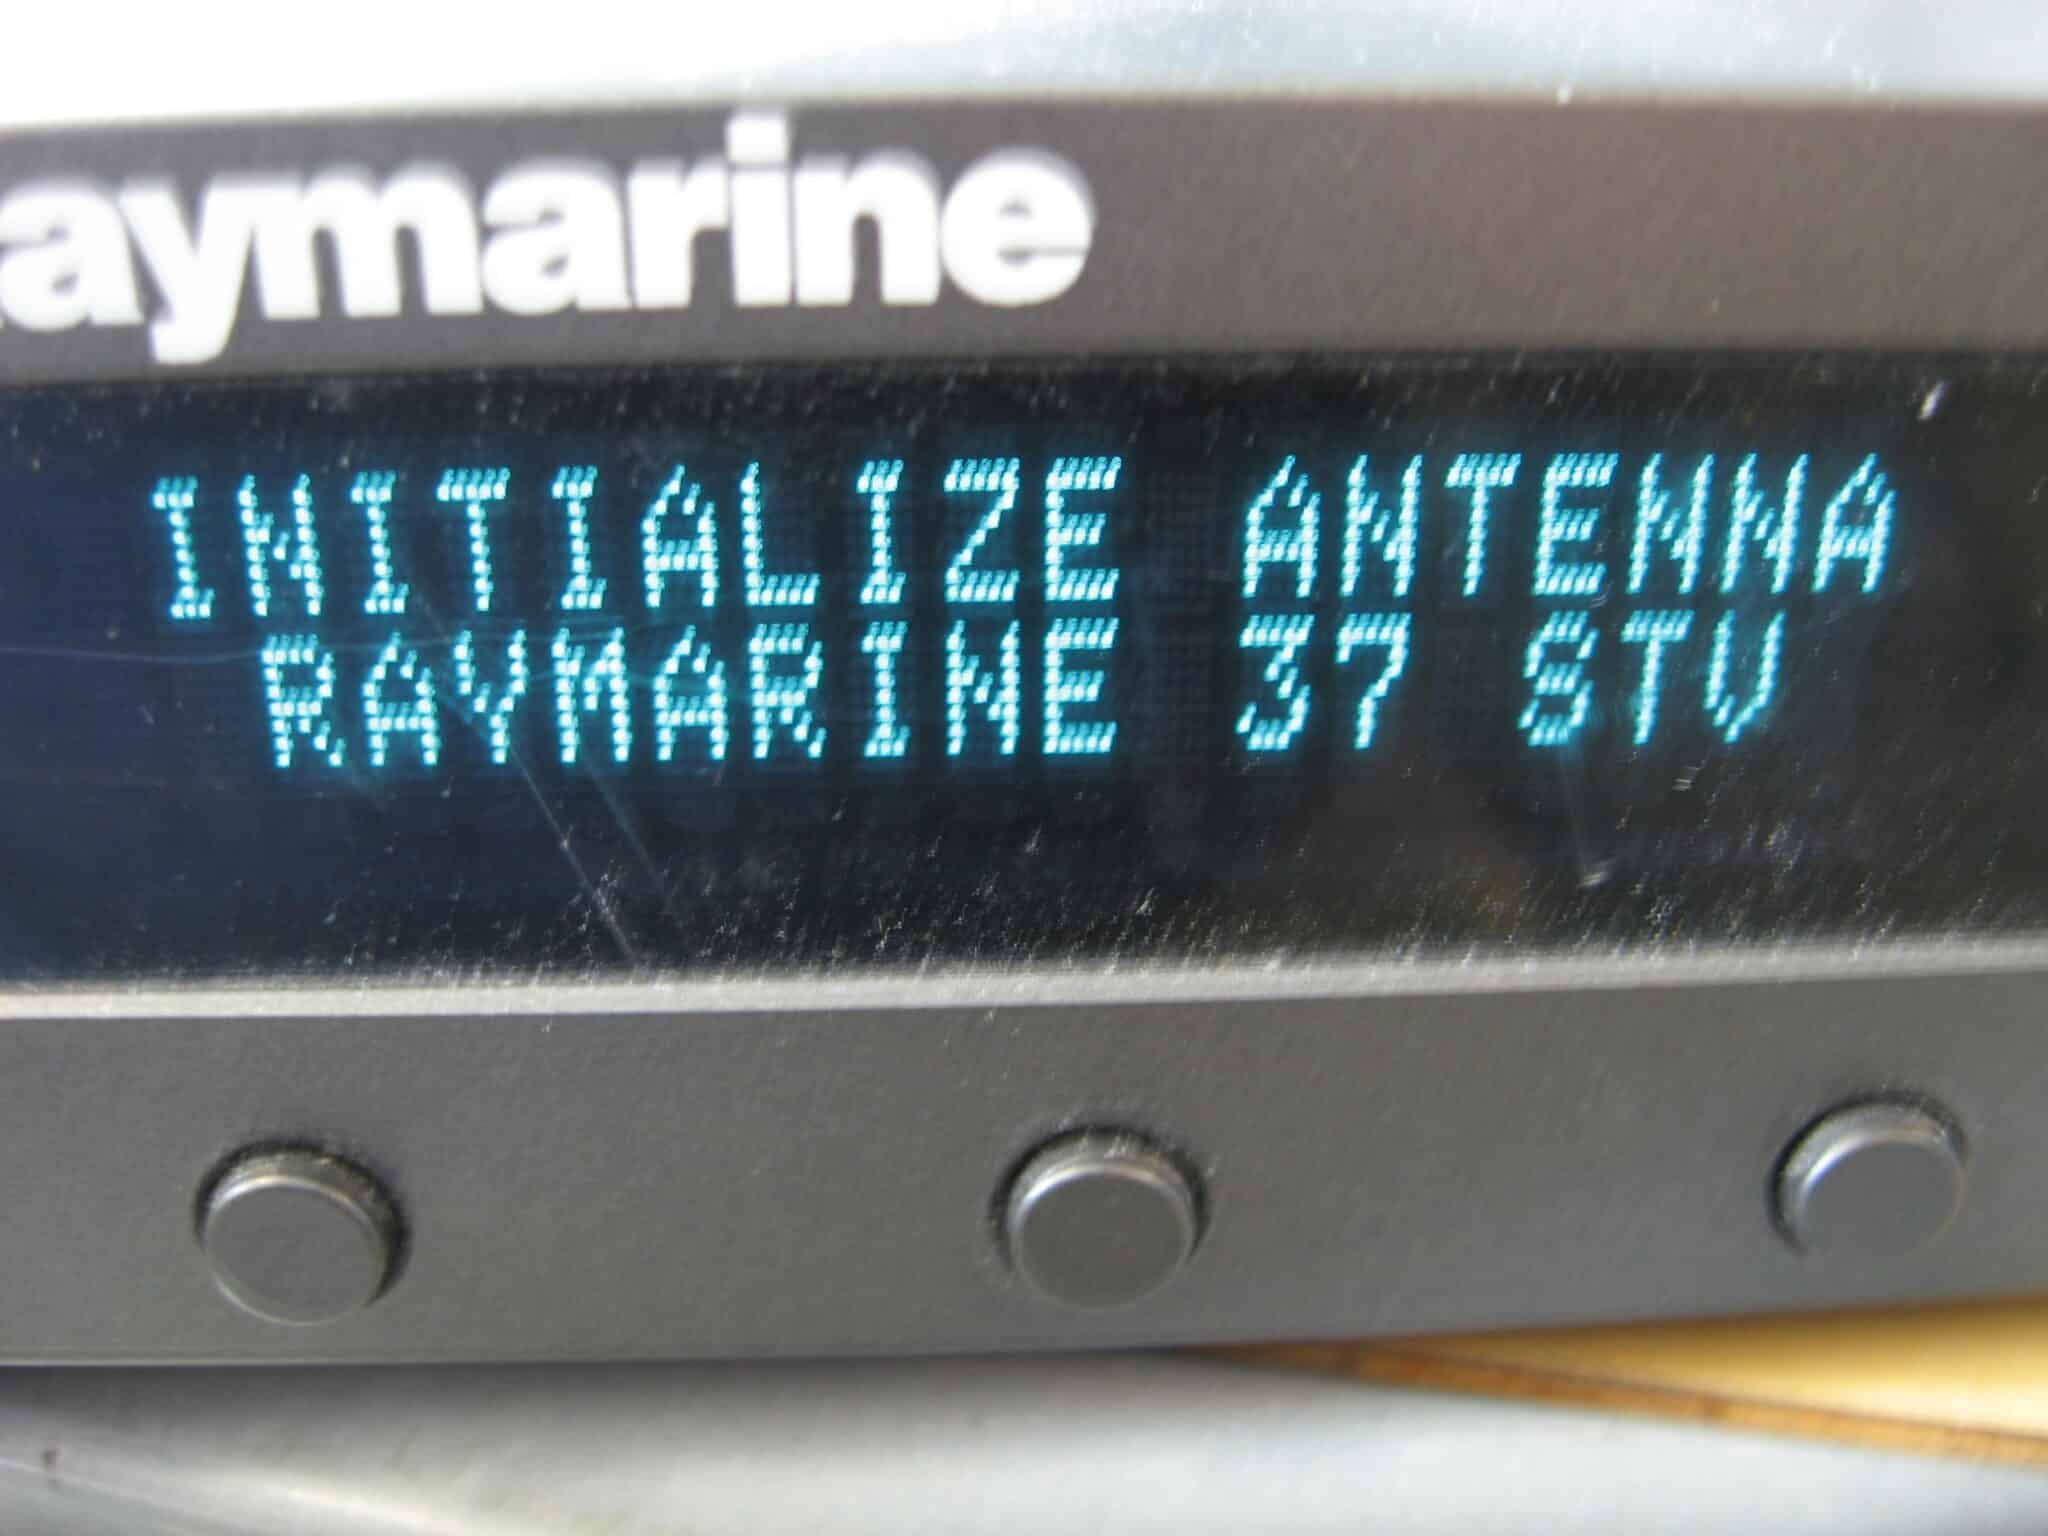 aymarine
INITIALIZE ANTENNA
RAYMARINE 37 STV